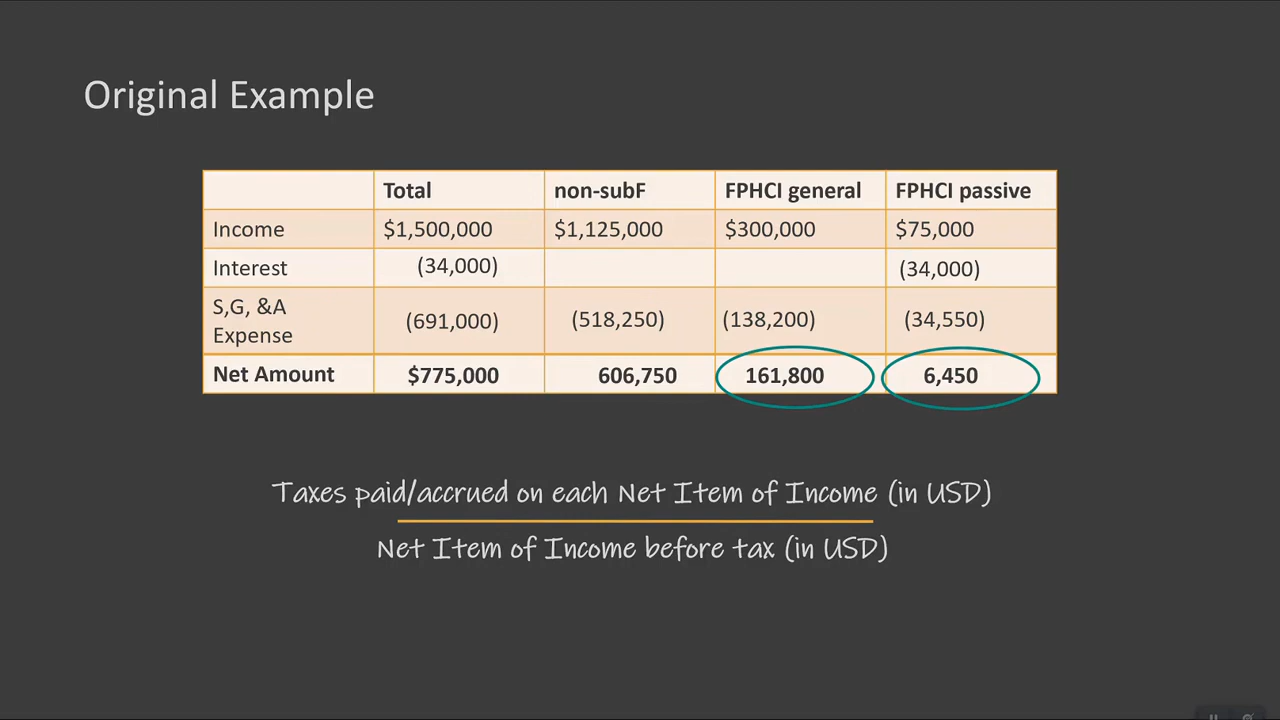 Original Example
Total non-subF FPHCI general FPHCI passive
Income $1,500,000 $1,125,000 $300,000 $75,000
Interest (34,000) (34,000)
S,G, &A
Expense (691,000) (518,250) (138,200) (34,550)
Net Amount $775,000 606,750 161,800 6,450
Taxes paid/accrued on each Net Item of Income (in USD)
Net Item of Income before tax (in USD)